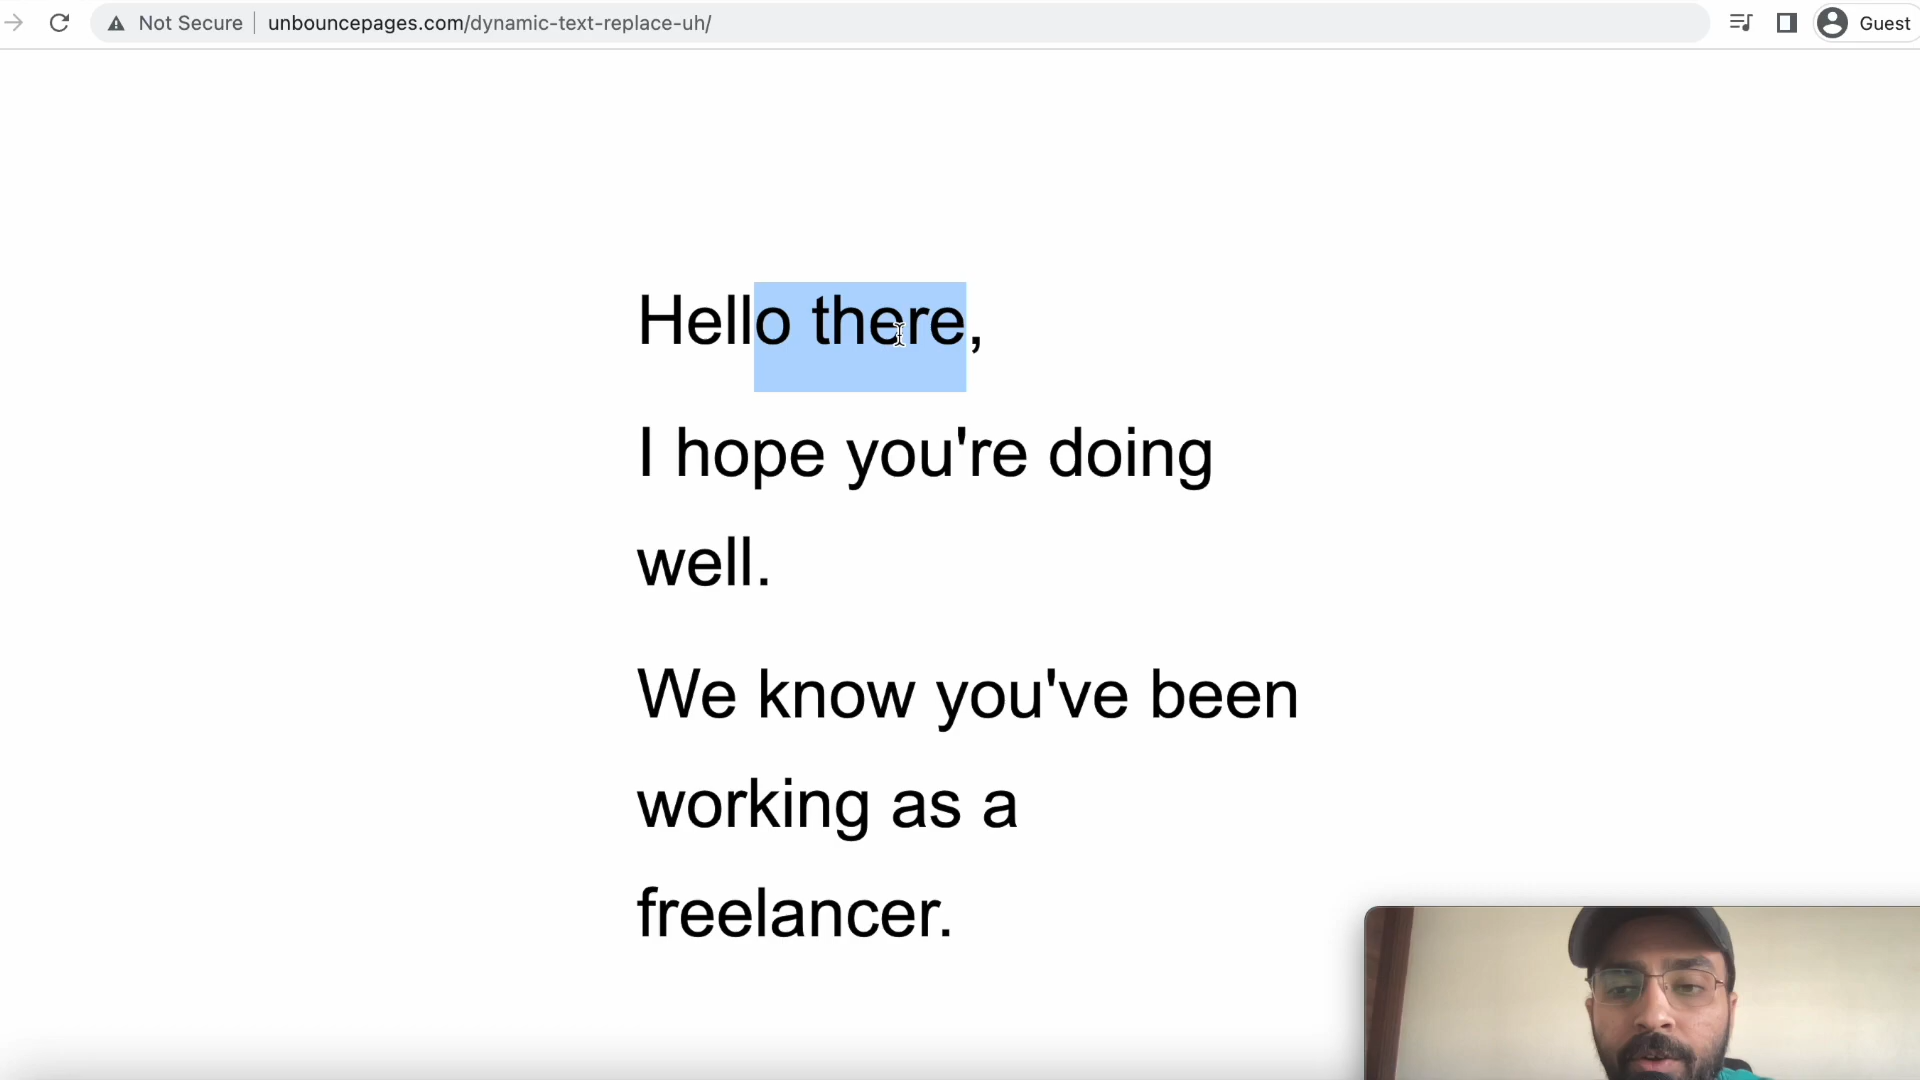 Not Secure unbouncepages.com/dynamic-text-replace-uh/ Guest
Hello there,
I hope you're doing
well.
We know you've been
working as a
freelancer.